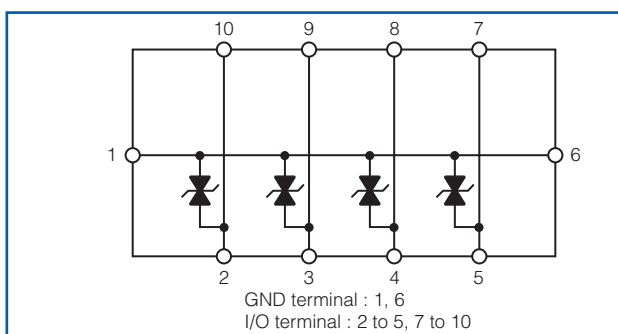 10 9 8 7
1 6
2 3 4 5
GND terminal : 1, 6
I/O terminal : 2 to 5, 7 to 10